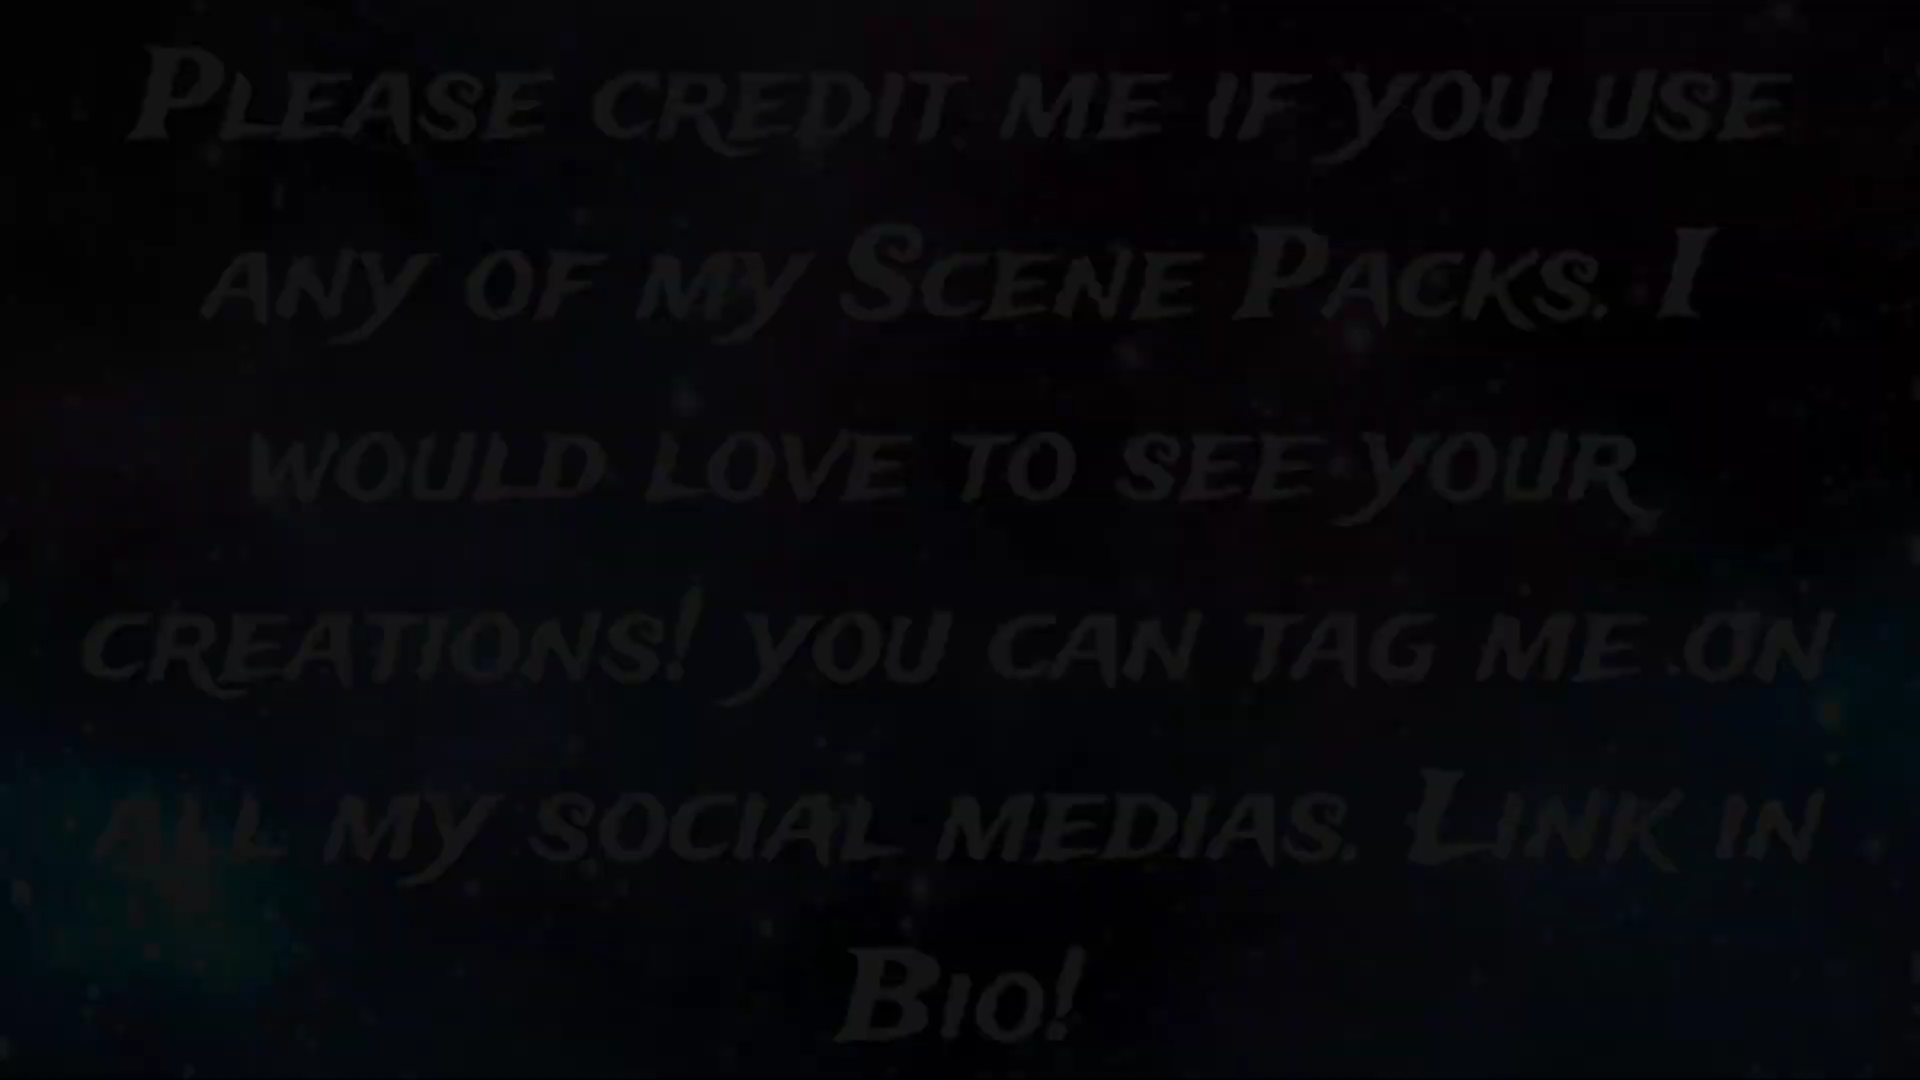 Please credit me if you use
any of my Scene Packs. I
would love to see your
creations! you can tag me on
all my social medias. Link in
Bio!